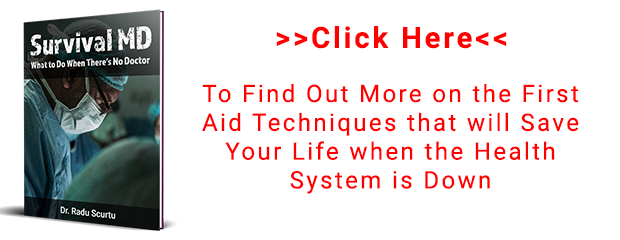 Survival MD
What to Do When There's No Doctor
Dr. Radu Scurtu
>>Click Here<<
To Find Out More on the First
Aid Techniques that will Save
Your Life when the Health
System is Down